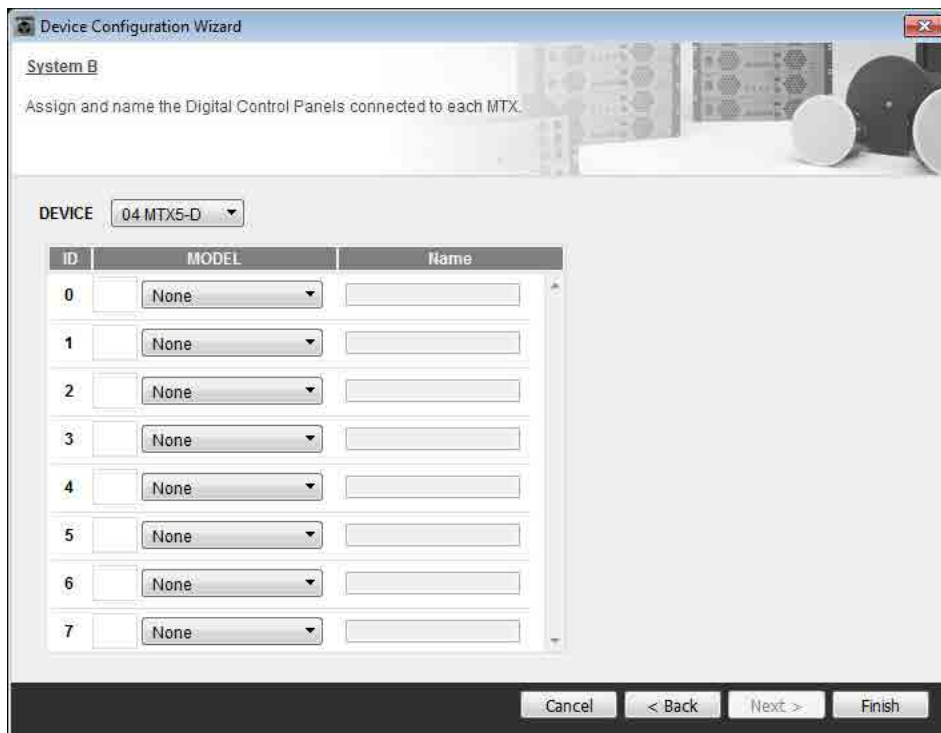 Device Configuration Wizard
System B
Assign and name the Digital Control Panels connected to each MTX.
DEVICE 04 MTX5-D
ID MODEL Name
0 None
1 None
2 None
3 None
4 None
5 None
6 None
7 None
Cancel < Back Next > Finish